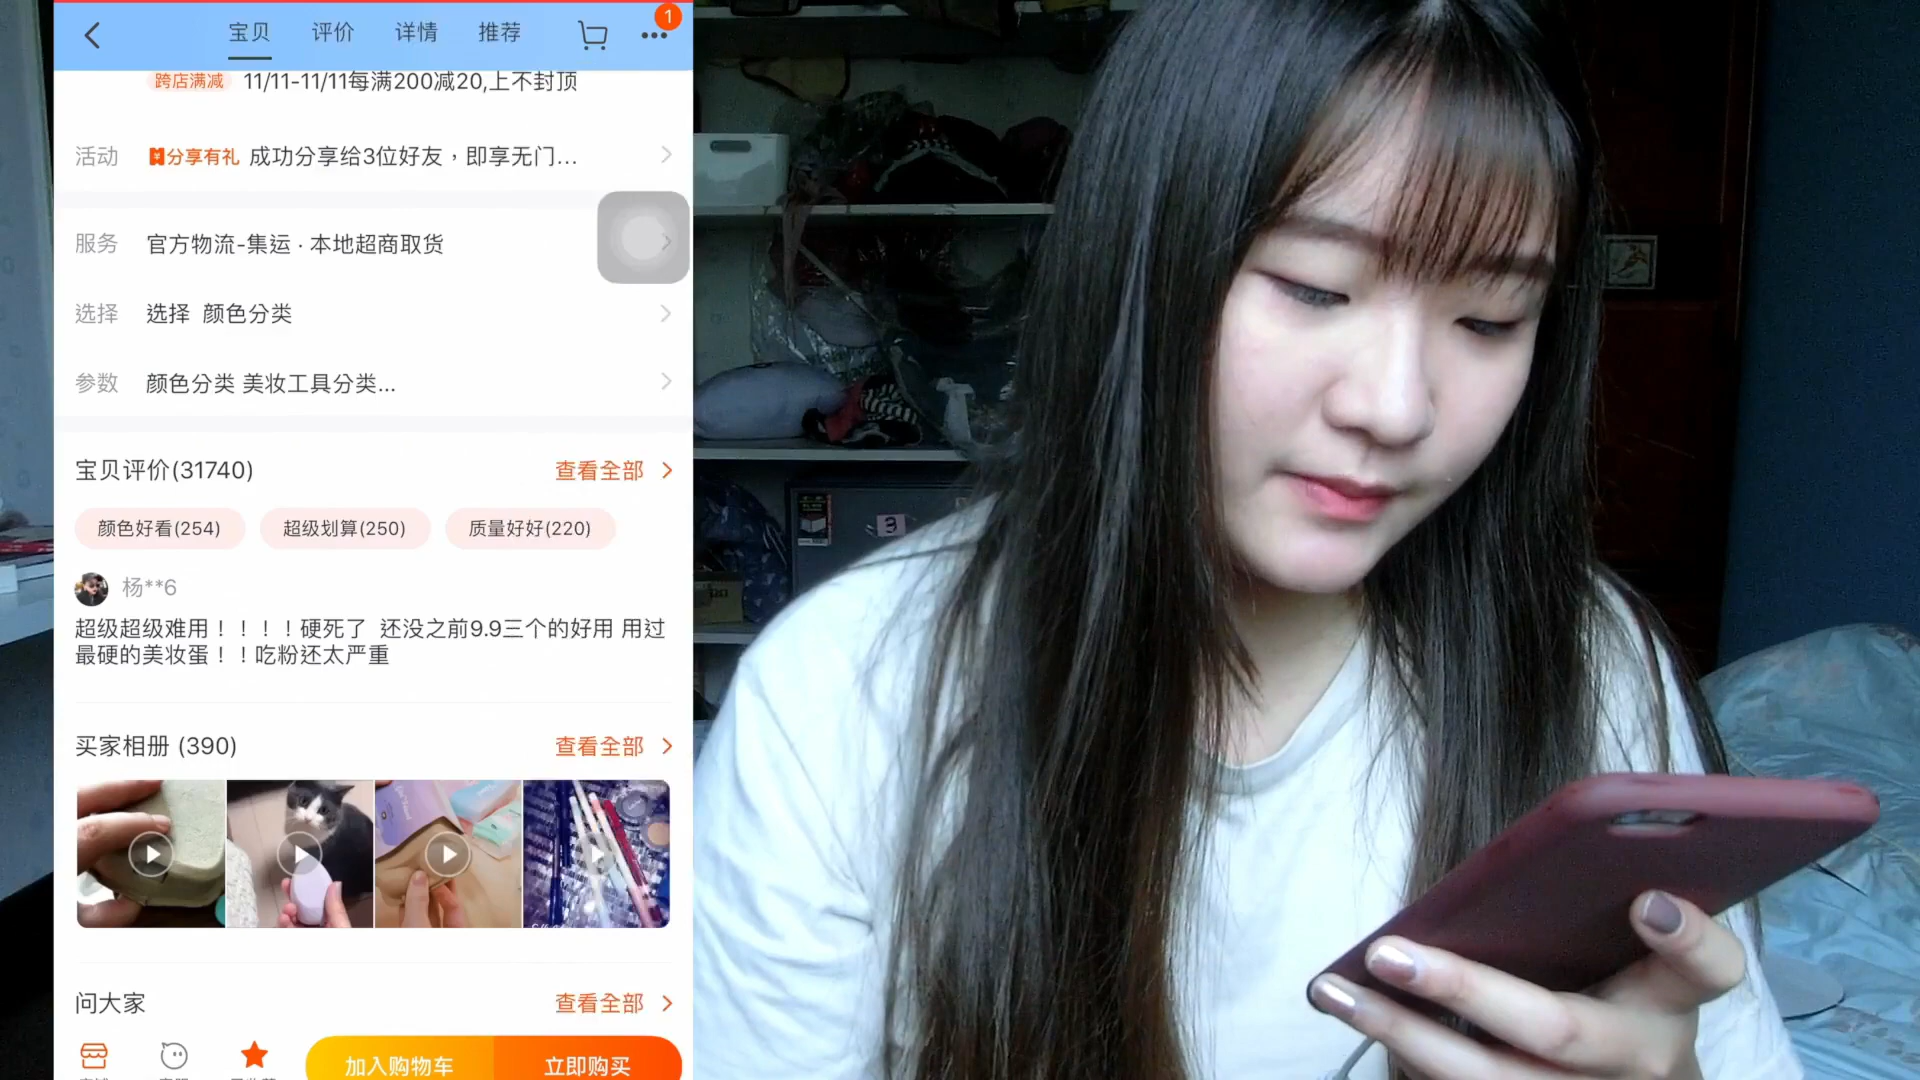 宝贝 评价 详情 推荐
1
跨店满减 11/11-11/11每满200减20,上不封顶
活动 分享有礼 成功分享给3位好友，即享无门...
服务 官方物流-集运 · 本地超商取货
选择 选择 颜色分类
参数 颜色分类 美妆工具分类...
宝贝评价(31740) 查看全部
颜色好看(254) 超级划算(250) 质量好好(220)
杨**6
超级超级难用！！！！硬死了 还没之前9.9三个的好用 用过
最硬的美妆蛋！！吃粉还太严重
买家相册 (390) 查看全部
问大家 查看全部
加入购物车 立即购买
3